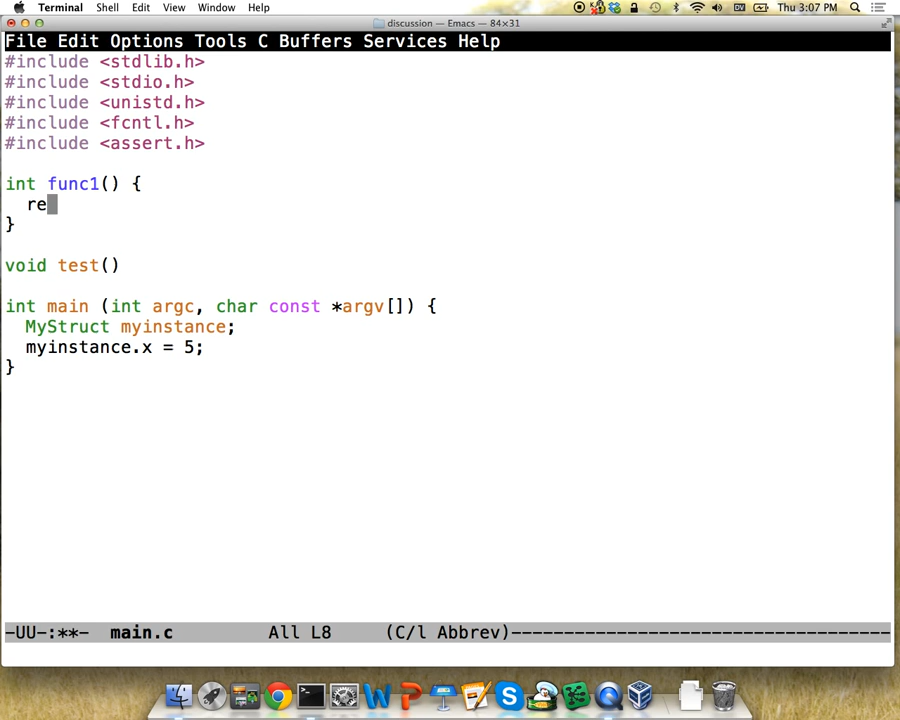 Terminal Shell Edit View Window Help Thu 3:07 PM
discussion — Emacs — 84×31
File Edit Options Tools C Buffers Services Help
#include <stdlib.h>
#include <stdio.h>
#include <unistd.h>
#include <fcntl.h>
#include <assert.h>
int func1() {
re
}
void test()
int main (int argc, char const *argv[]) {
MyStruct myinstance;
myinstance.x = 5;
}
-UU-:**- main.c All L8 (C/l Abbrev)------------------------------------